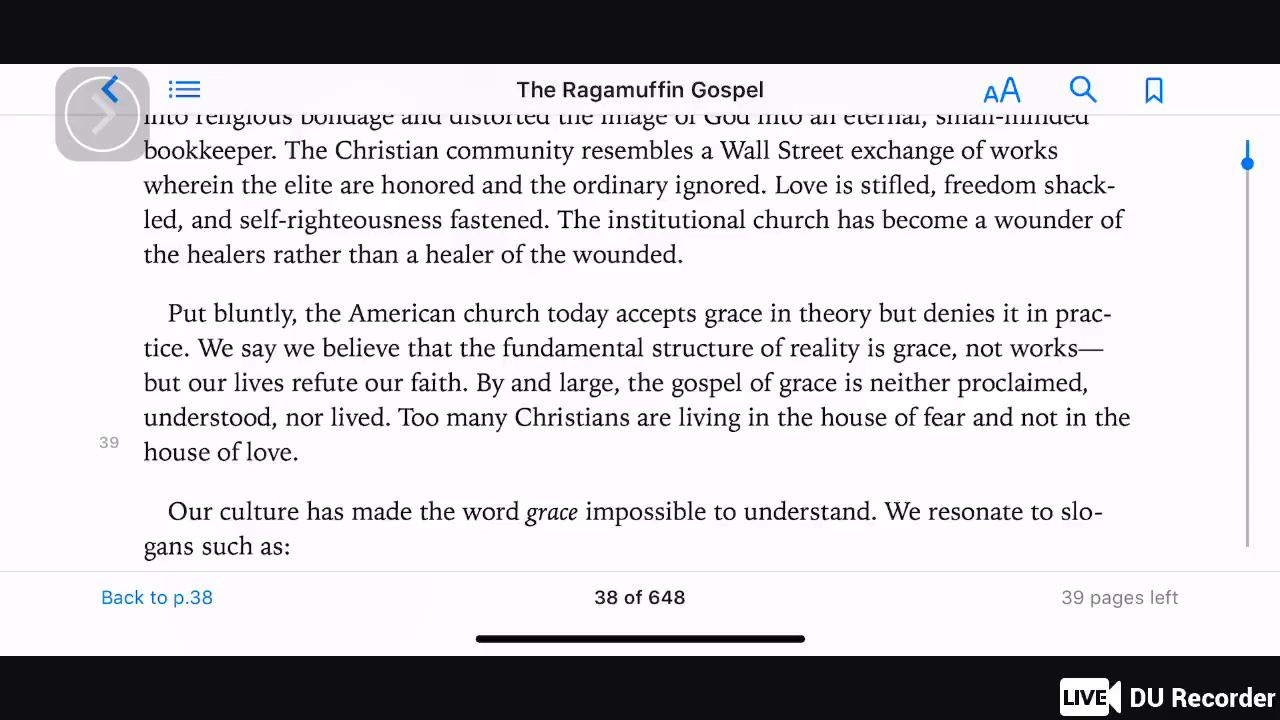 The Ragamuffin Gospel
AA
into religious bondage and distorted the image of God into an eternal, small-minded
bookkeeper. The Christian community resembles a Wall Street exchange of works
wherein the elite are honored and the ordinary ignored. Love is stifled, freedom shack-
led, and self-righteousness fastened. The institutional church has become a wounder of
the healers rather than a healer of the wounded.
Put bluntly, the American church today accepts grace in theory but denies it in prac-
tice. We say we believe that the fundamental structure of reality is grace, not works—
but our lives refute our faith. By and large, the gospel of grace is neither proclaimed,
understood, nor lived. Too many Christians are living in the house of fear and not in the
39
house of love.
Our culture has made the word grace impossible to understand. We resonate to slo-
gans such as:
Back to p.38
38 of 648
39 pages left
LIVE DU Recorder